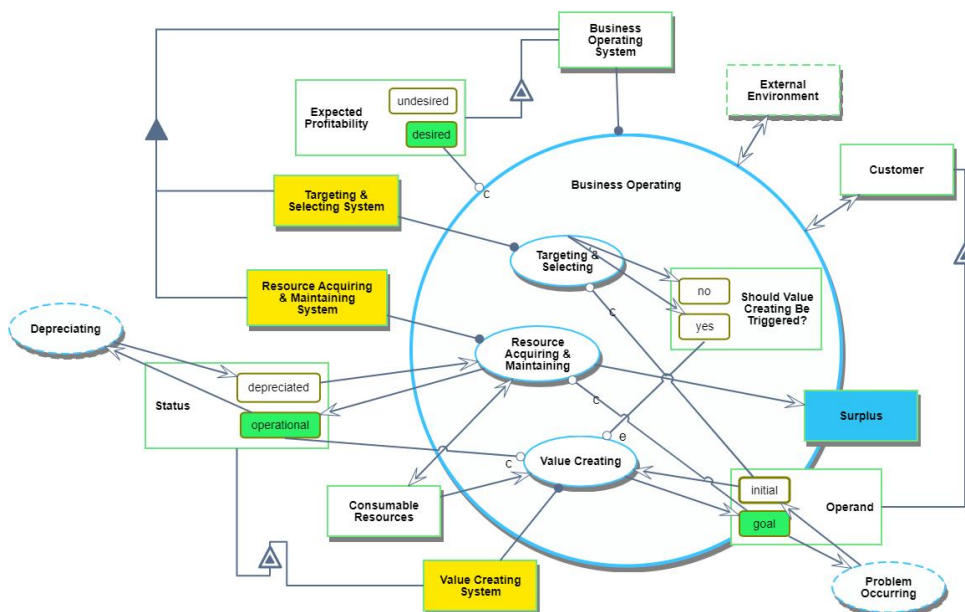 Business
Operating
System
undesired
Expected
Profitability
desired
External
Environment
Customer
Business Operating
c
Targeting &
Selecting System
Targeting &
Selecting
no
Should Value
Creating Be
Triggered?
yes
c
Resource Acquiring
& Maintaining
System
Depreciating
Resource
Acquiring &
Maintaining
depreciated
Status
operational
c
Surplus
e
Value Creating
c
Consumable
Resources
initial
Operand
goal
Value Creating
System
Problem
Occurring